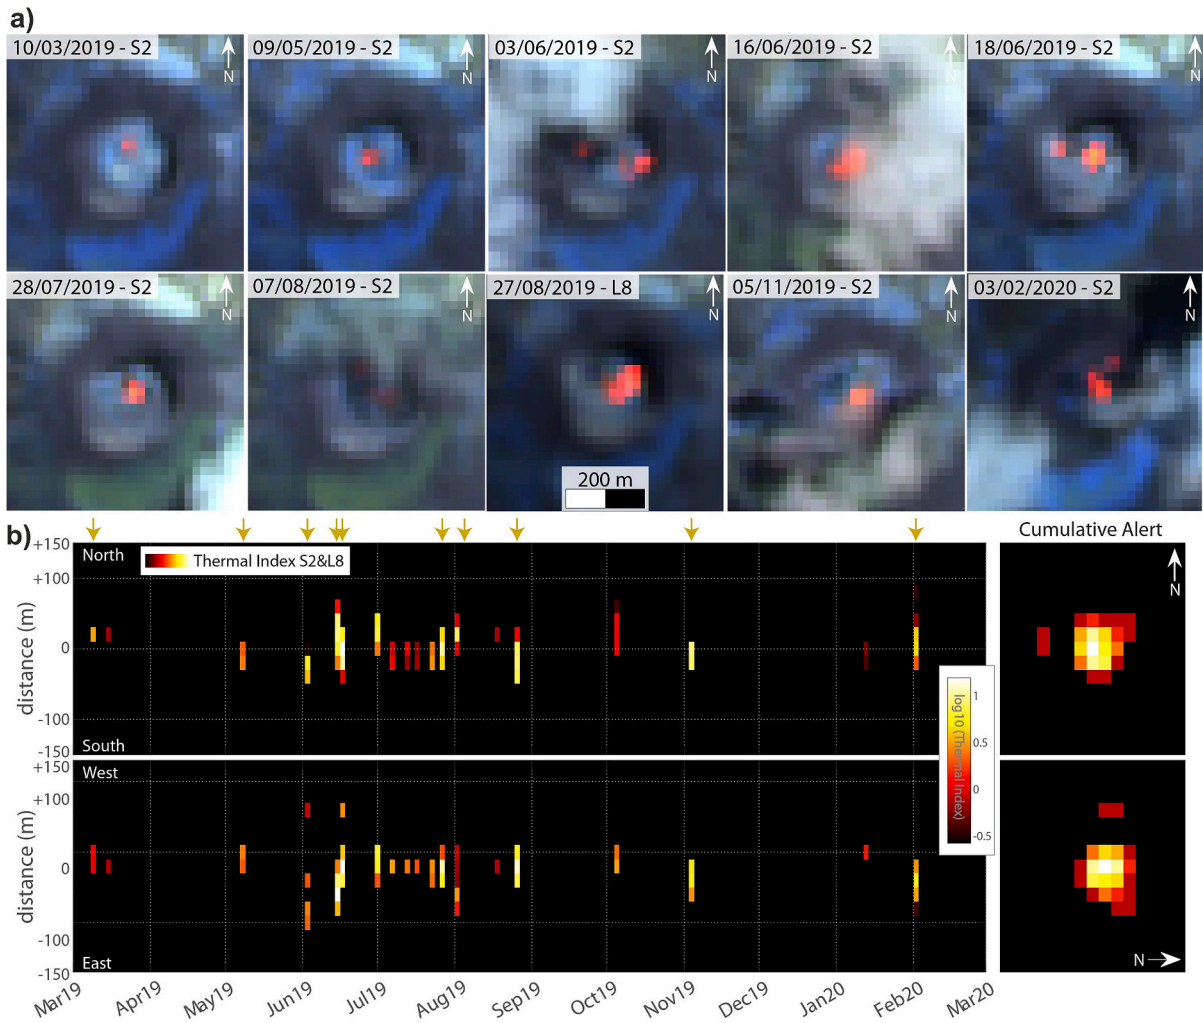 a)
10/03/2019 - S2
N
09/05/2019 - S2
N
03/06/2019 - S2
N
16/06/2019 - S2
N
18/06/2019 - S2
N
28/07/2019 - S2
N
07/08/2019 - S2
N
27/08/2019 - L8
N
200 m
05/11/2019 - S2
N
03/02/2020 - S2
N
b)
Cumulative Alert
+150
North
Thermal Index S2&L8
+100
distance (m)
0
-100
South
-150
N
log10 (Thermal Index)
1
0.5
0
-0.5
+150
West
+100
distance (m)
0
-100
East
-150
N
Mar19
Apr19
May19
Jun19
Jul19
Aug19
Sep19
Oct19
Nov19
Dec19
Jan20
Feb20
Mar20